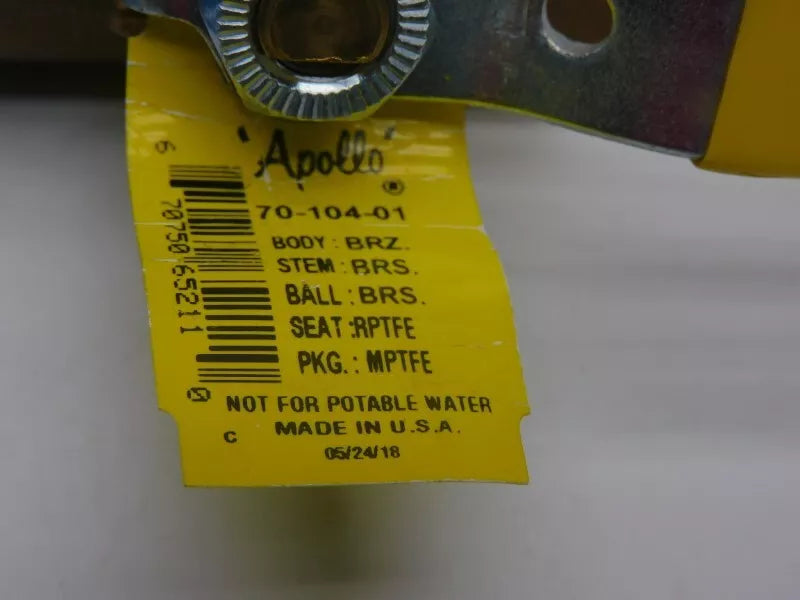 "Apollo"®
70-104-01
BODY : BRZ.
STEM : BRS.
BALL : BRS.
SEAT :RPTFE
PKG. : MPTFE
NOT FOR POTABLE WATER
C MADE IN U.S.A.
05/24/18
6 70750 65211 0